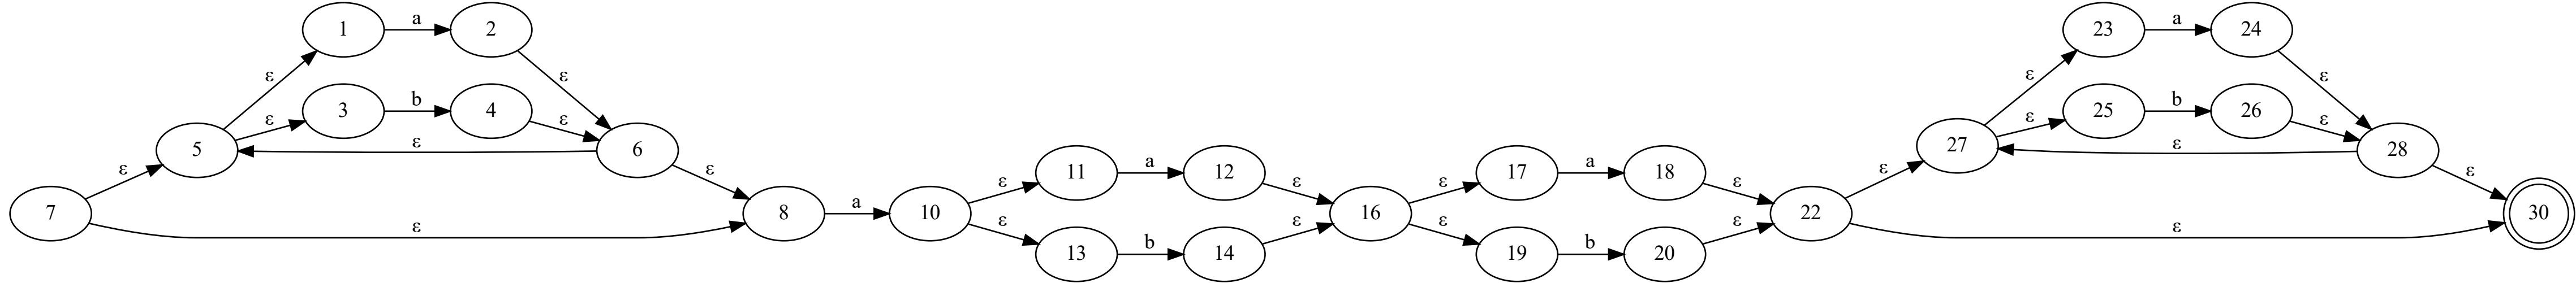 1 a 2 23 a 24
ε ε ε ε
3 b 4 25 b 26
ε ε ε ε
5 ε 6 27 ε 28
ε ε 11 a 12 17 a 18 ε ε
ε ε ε ε
7 ε 8 a 10 16 22 ε 30
ε ε ε ε
13 b 14 19 b 20